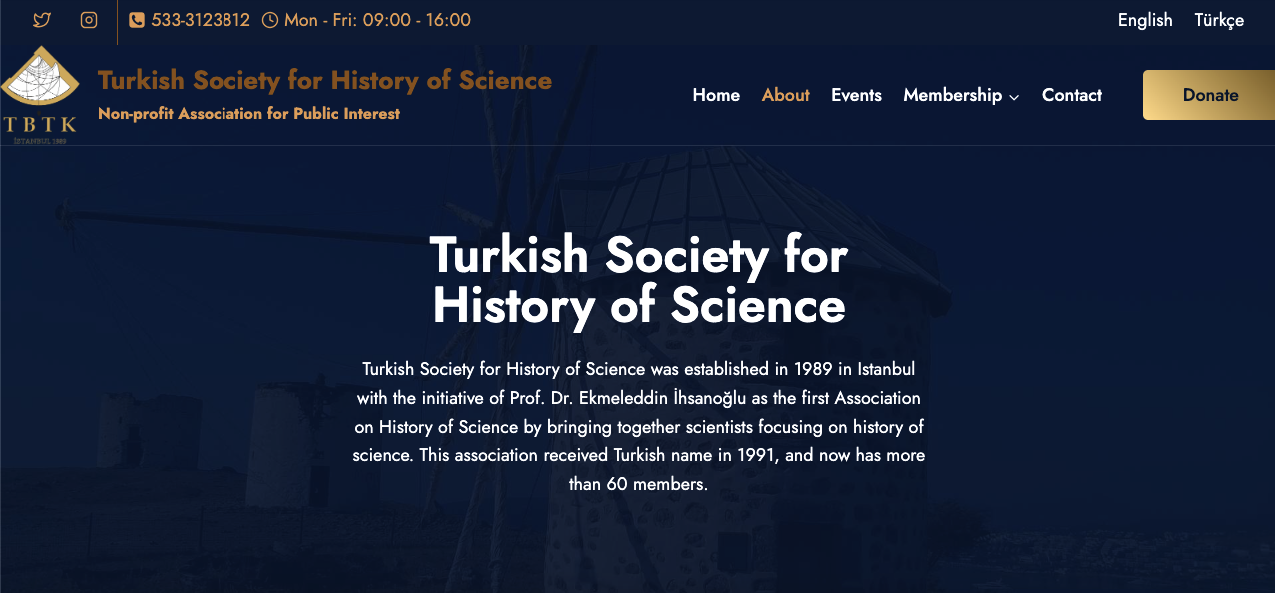 533-3123812 Mon - Fri: 09:00 - 16:00 English Türkçe
Turkish Society for History of Science
Non-profit Association for Public Interest
TBTK
İSTANBUL 1989
Home About Events Membership Contact Donate
Turkish Society for
History of Science
Turkish Society for History of Science was established in 1989 in Istanbul
with the initiative of Prof. Dr. Ekmeleddin İhsanoğlu as the first Association
on History of Science by bringing together scientists focusing on history of
science. This association received Turkish name in 1991, and now has more
than 60 members.